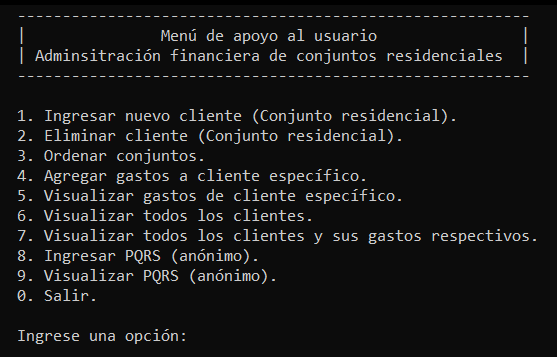 Menú de apoyo al usuario
Adminsitración financiera de conjuntos residenciales
1. Ingresar nuevo cliente (Conjunto residencial).
2. Eliminar cliente (Conjunto residencial).
3. Ordenar conjuntos.
4. Agregar gastos a cliente específico.
5. Visualizar gastos de cliente específico.
6. Visualizar todos los clientes.
7. Visualizar todos los clientes y sus gastos respectivos.
8. Ingresar PQRS (anónimo).
9. Visualizar PQRS (anónimo).
0. Salir.
Ingrese una opción: